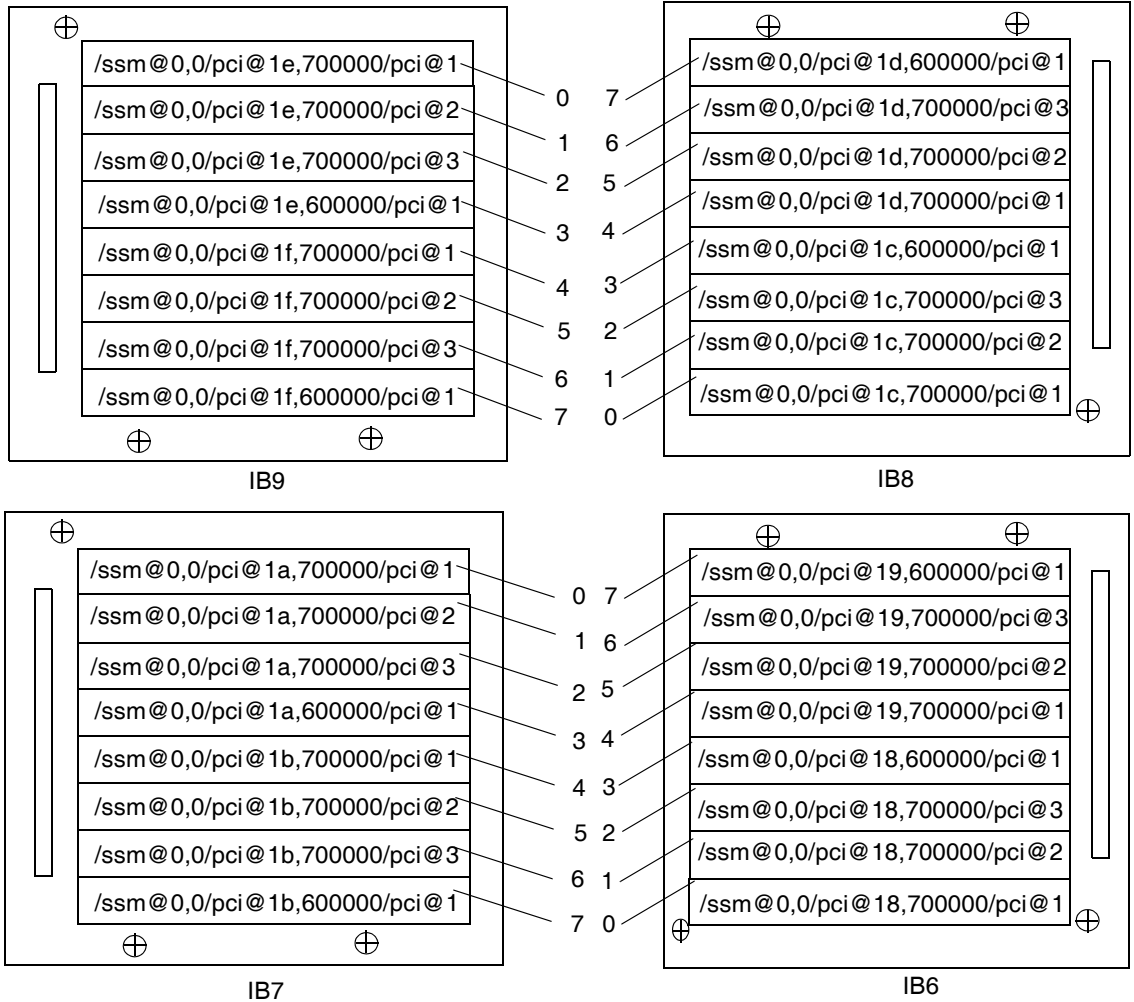 /ssm@0,0/pci@1e,700000/pci@1
/ssm@0,0/pci@1e,700000/pci@2
/ssm@0,0/pci@1e,700000/pci@3
/ssm@0,0/pci@1e,600000/pci@1
/ssm@0,0/pci@1f,700000/pci@1
/ssm@0,0/pci@1f,700000/pci@2
/ssm@0,0/pci@1f,700000/pci@3
/ssm@0,0/pci@1f,600000/pci@1
0
1
2
3
4
5
6
7
IB9
7
6
5
4
3
2
1
0
/ssm@0,0/pci@1d,600000/pci@1
/ssm@0,0/pci@1d,700000/pci@3
/ssm@0,0/pci@1d,700000/pci@2
/ssm@0,0/pci@1d,700000/pci@1
/ssm@0,0/pci@1c,600000/pci@1
/ssm@0,0/pci@1c,700000/pci@3
/ssm@0,0/pci@1c,700000/pci@2
/ssm@0,0/pci@1c,700000/pci@1
IB8
/ssm@0,0/pci@1a,700000/pci@1
/ssm@0,0/pci@1a,700000/pci@2
/ssm@0,0/pci@1a,700000/pci@3
/ssm@0,0/pci@1a,600000/pci@1
/ssm@0,0/pci@1b,700000/pci@1
/ssm@0,0/pci@1b,700000/pci@2
/ssm@0,0/pci@1b,700000/pci@3
/ssm@0,0/pci@1b,600000/pci@1
0
1
2
3
4
5
6
7
IB7
7
6
5
4
3
2
1
0
/ssm@0,0/pci@19,600000/pci@1
/ssm@0,0/pci@19,700000/pci@3
/ssm@0,0/pci@19,700000/pci@2
/ssm@0,0/pci@19,700000/pci@1
/ssm@0,0/pci@18,600000/pci@1
/ssm@0,0/pci@18,700000/pci@3
/ssm@0,0/pci@18,700000/pci@2
/ssm@0,0/pci@18,700000/pci@1
IB6